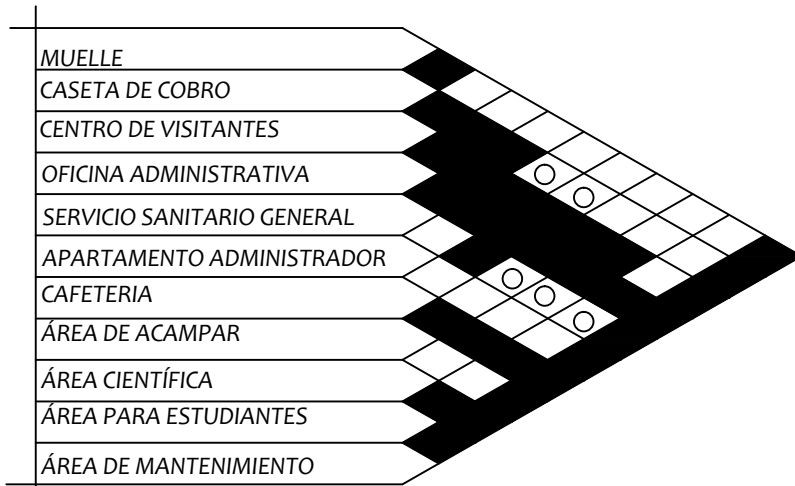 MUELLE
CASETA DE COBRO
CENTRO DE VISITANTES
OFICINA ADMINISTRATIVA
SERVICIO SANITARIO GENERAL
APARTAMENTO ADMINISTRADOR
CAFETERIA
ÁREA DE ACAMPAR
ÁREA CIENTÍFICA
ÁREA PARA ESTUDIANTES
ÁREA DE MANTENIMIENTO